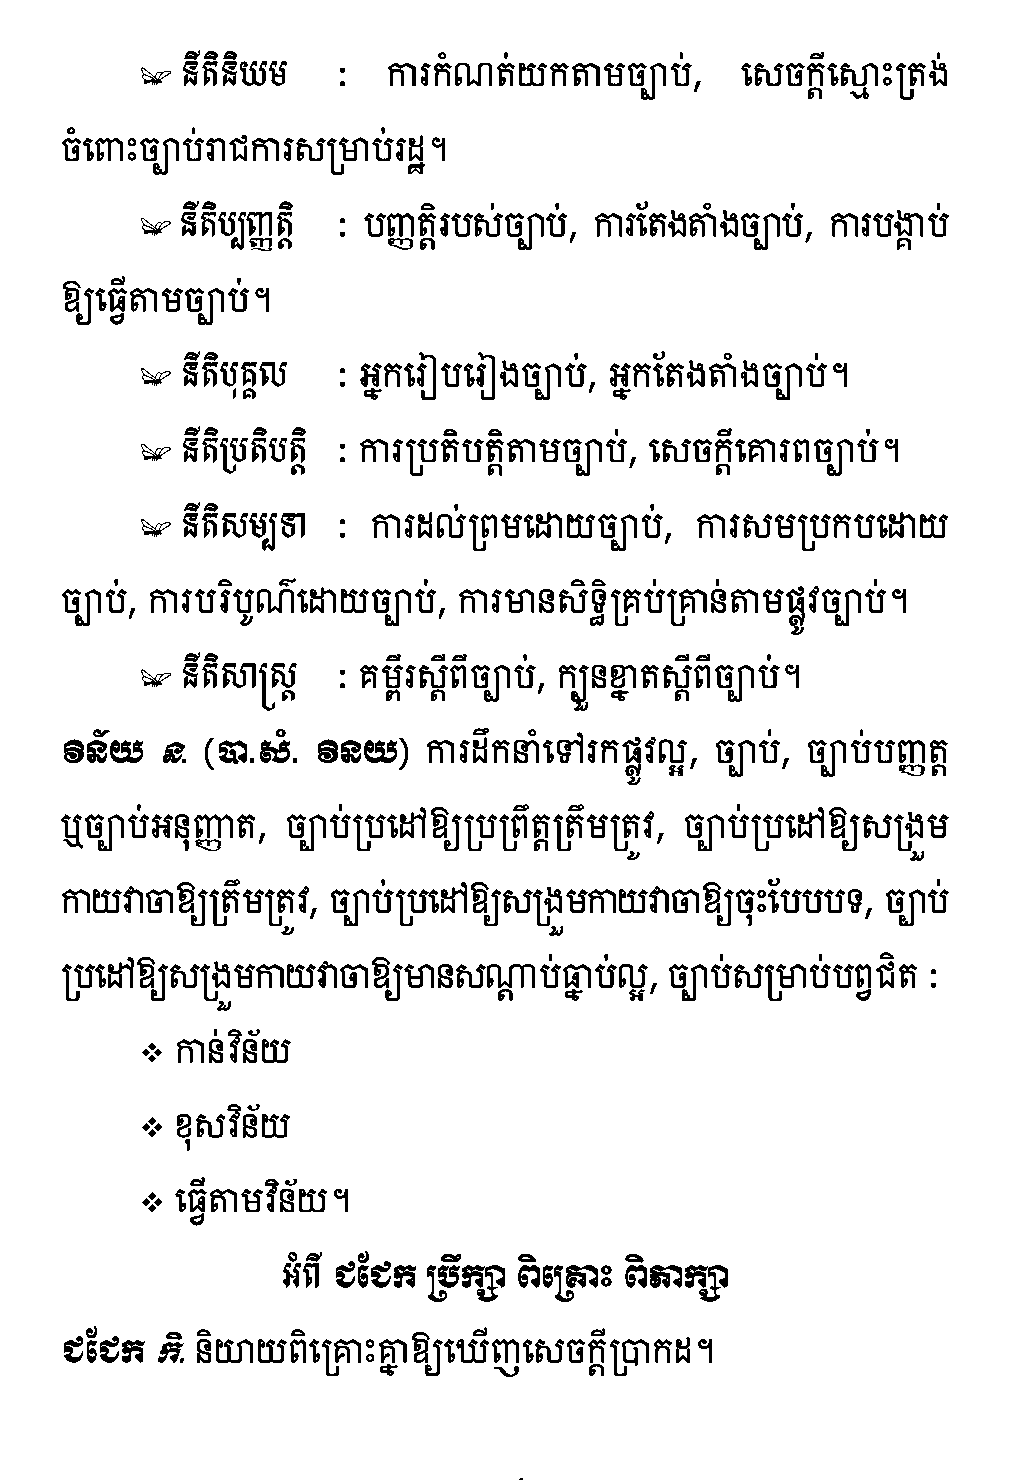 នីតិនិយម : ការកំណត់យកតាមច្បាប់, សេចក្ដីស្មោះត្រង់
ចំពោះច្បាប់រាជការសម្រាប់រដ្ឋ។
នីតិប្បញ្ញត្តិ : បញ្ញត្តិរបស់ច្បាប់, ការតែងតាំងច្បាប់, ការបង្គាប់
ឱ្យធ្វើតាមច្បាប់។
នីតិបុគ្គល : អ្នករៀបរៀងច្បាប់, អ្នកតែងតាំងច្បាប់។
នីតិប្រតិបត្តិ : ការប្រតិបត្តិតាមច្បាប់, សេចក្ដីគោរពច្បាប់។
នីតិសម្បទា : ការដល់ព្រមដោយច្បាប់, ការសមប្រកបដោយ
ច្បាប់, ការបរិបូណ៌ដោយច្បាប់, ការមានសិទ្ធិគ្រប់គ្រាន់តាមផ្លូវច្បាប់។
នីតិសាស្ត្រ : គម្ពីរស្ដីពីច្បាប់, ក្បួនខ្នាតស្ដីពីច្បាប់។
វិន័យ ន. (បា.សំ. វិនយ) ការដឹកនាំទៅរកផ្លូវល្អ, ច្បាប់, ច្បាប់បញ្ញត្ត
ឬច្បាប់អនុញ្ញាត, ច្បាប់ប្រដៅឱ្យប្រព្រឹត្តត្រឹមត្រូវ, ច្បាប់ប្រដៅឱ្យសង្រួម
កាយវាចាឱ្យត្រឹមត្រូវ, ច្បាប់ប្រដៅឱ្យសង្រួមកាយវាចាឱ្យចុះបែបបទ, ច្បាប់
ប្រដៅឱ្យសង្រួមកាយវាចាឱ្យមានសណ្ដាប់ធ្នាប់ល្អ, ច្បាប់សម្រាប់បព្វជិត :
❖ កាន់វិន័យ
❖ ខុសវិន័យ
❖ ធ្វើតាមវិន័យ។
អំពី ជជែក ប្រឹក្សា ពិគ្រោះ ពិភាក្សា
ជជែក កិ. និយាយពិគ្រោះគ្នាឱ្យឃើញសេចក្ដីប្រាកដ។